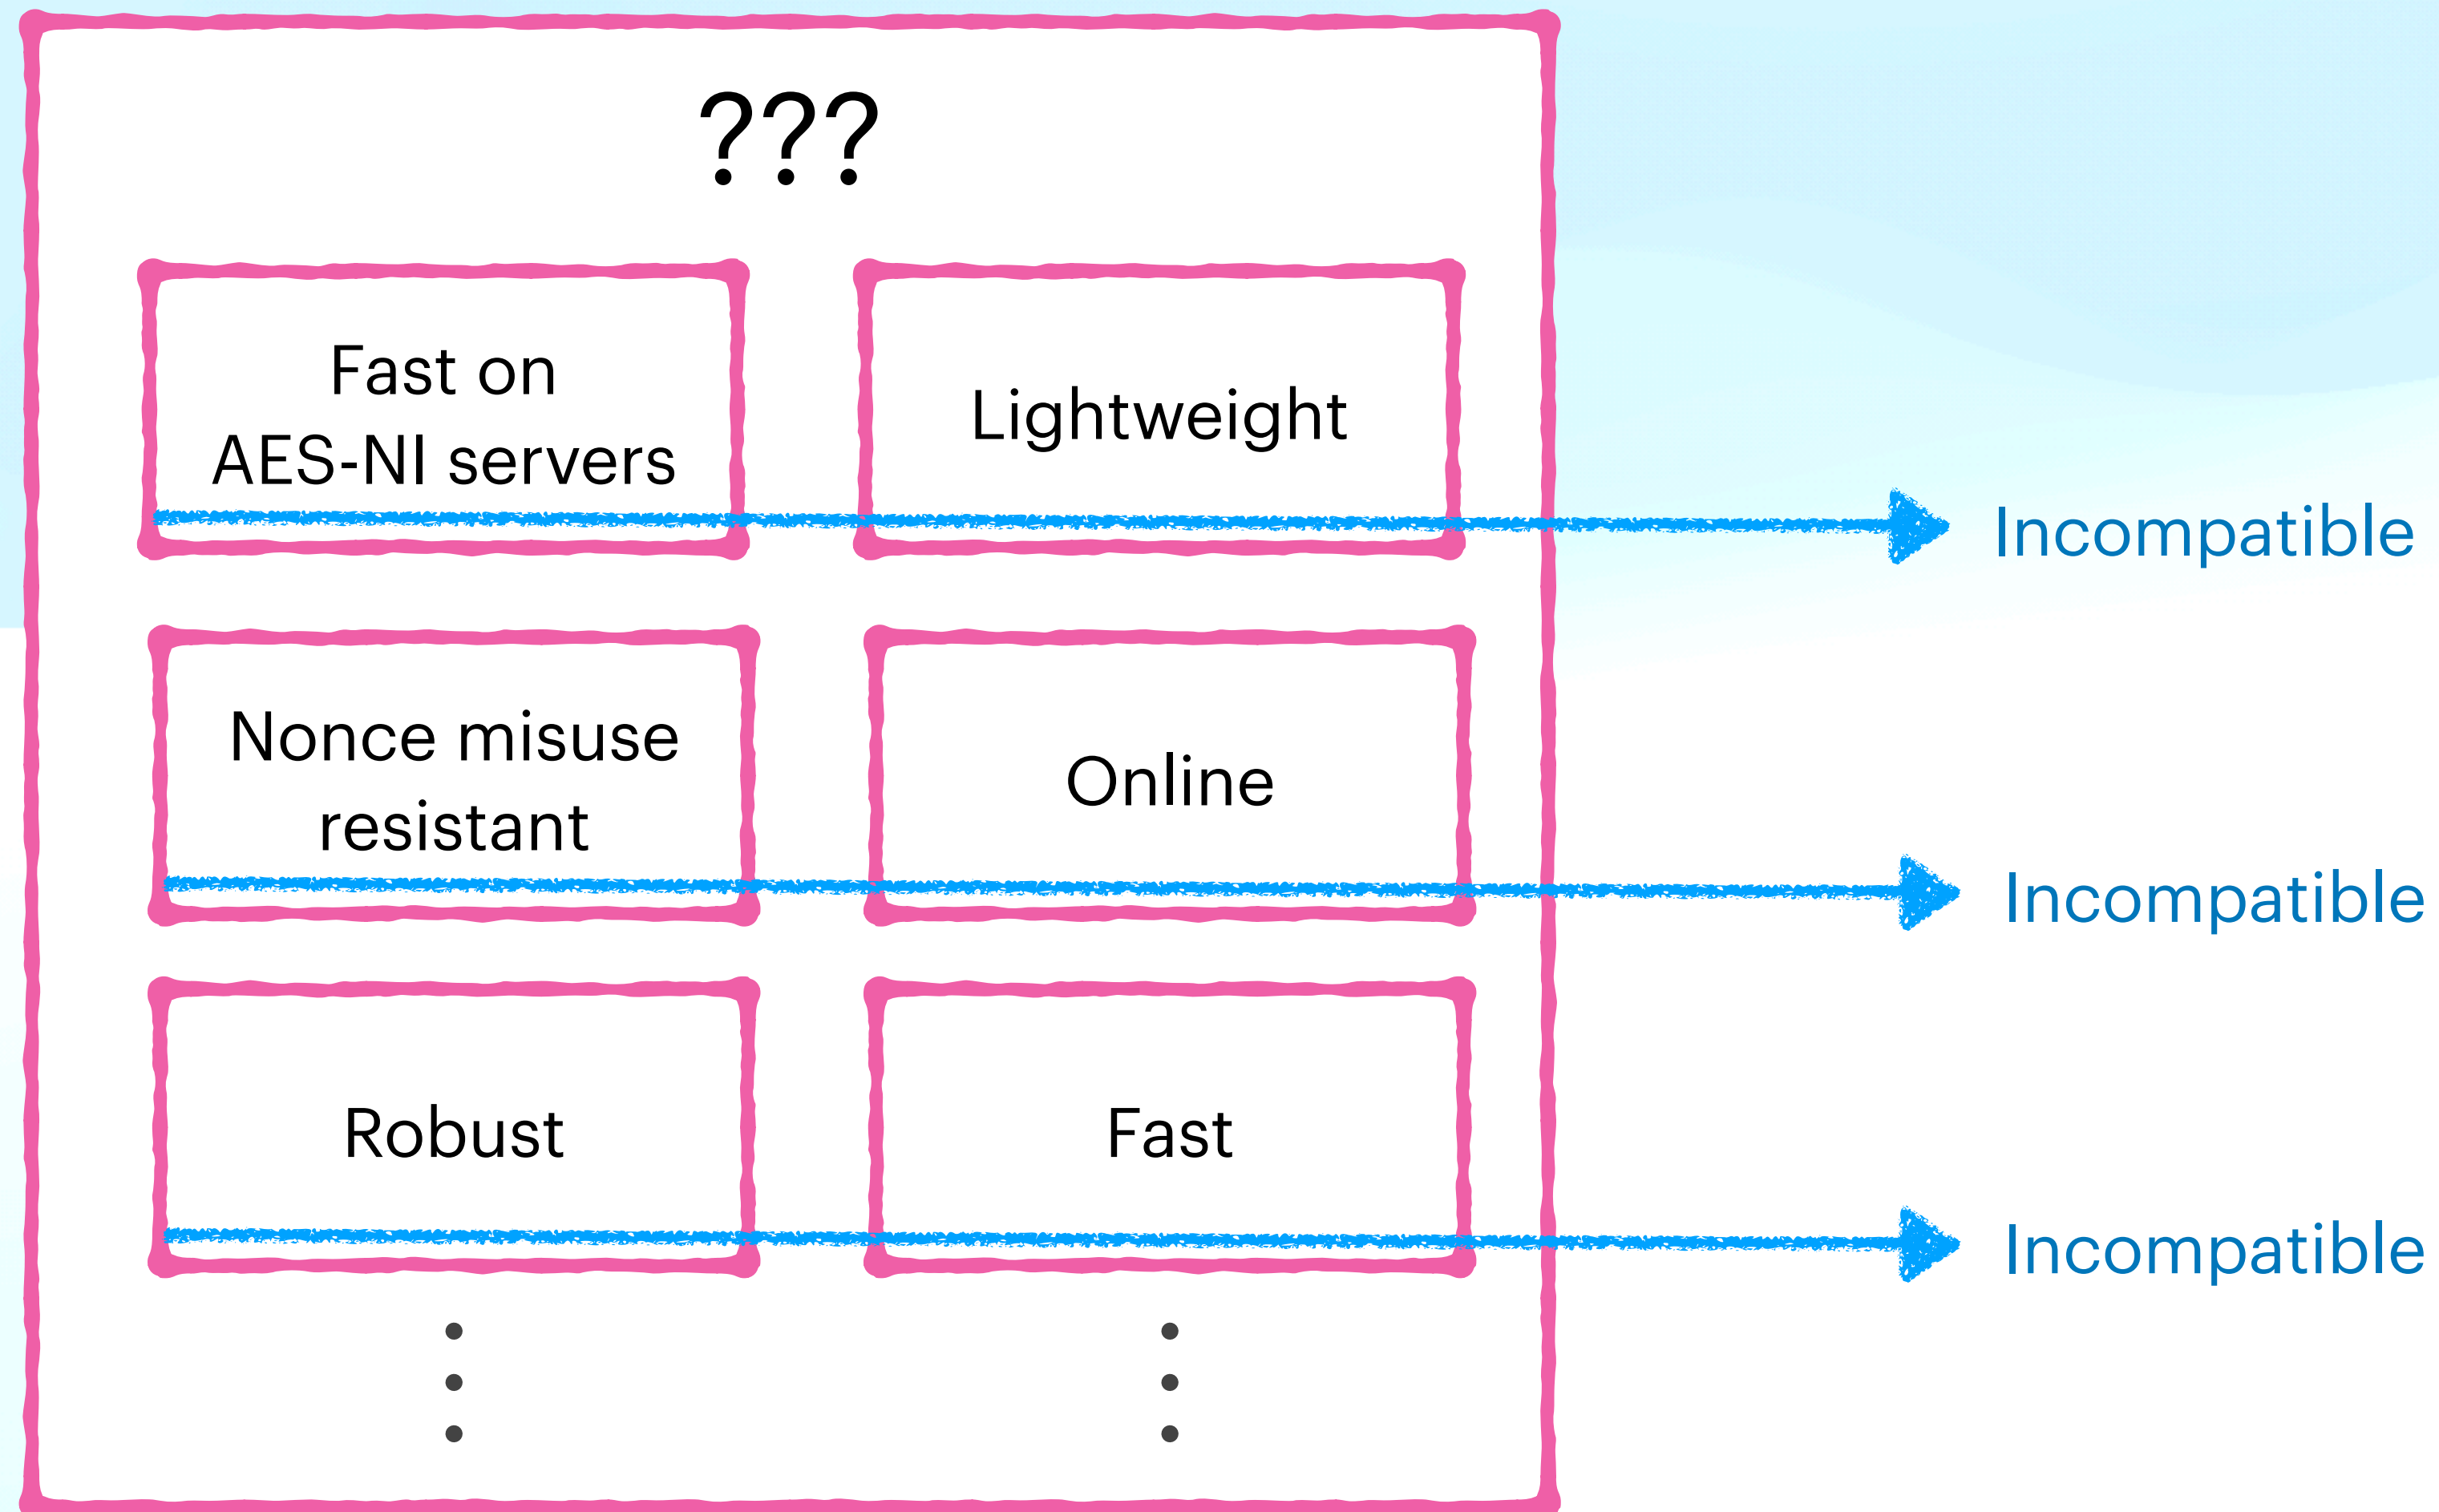 ???
Fast on
AES-NI servers
Lightweight
Incompatible
Nonce misuse
resistant
Online
Incompatible
Robust
Fast
Incompatible